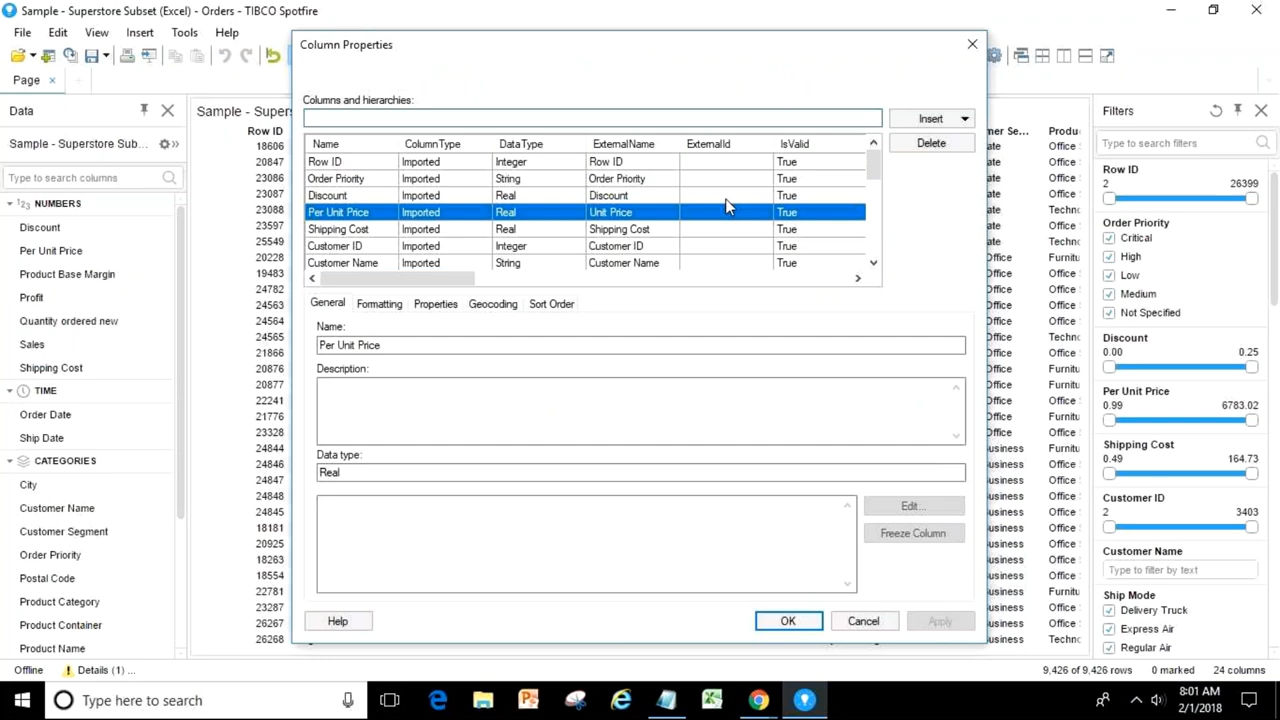 Sample - Superstore Subset (Excel) - Orders - TIBCO Spotfire
File Edit View Insert Tools Help
Page
Data
Sample - Superstore Sub...
Type to search columns
NUMBERS
Discount
Per Unit Price
Product Base Margin
Profit
Quantity ordered new
Sales
Shipping Cost
TIME
Order Date
Ship Date
CATEGORIES
City
Customer Name
Customer Segment
Order Priority
Postal Code
Product Category
Product Container
Product Name
Sample - Supers
Row ID
18606
20847
23086
23087
23088
23597
25549
20228
19483
24782
24563
24564
24565
21866
20876
20877
22241
21776
23328
24844
24846
24847
24848
24845
18181
20925
18263
18554
22781
23287
26267
26268
Column Properties
Columns and hierarchies:
Insert
Delete
Name ColumnType DataType ExternalName ExternalId IsValid
Row ID Imported Integer Row ID True
Order Priority Imported String Order Priority True
Discount Imported Real Discount True
Per Unit Price Imported Real Unit Price True
Shipping Cost Imported Real Shipping Cost True
Customer ID Imported Integer Customer ID True
Customer Name Imported String Customer Name True
General Formatting Properties Geocoding Sort Order
Name:
Per Unit Price
Description:
Data type:
Real
Edit...
Freeze Column
Help OK Cancel Apply
mer Se... Produc
Filters
Type to search filters
Row ID
2 26399
Order Priority
Critical
High
Low
Medium
Not Specified
Discount
0.00 0.25
Per Unit Price
0.99 6783.02
Shipping Cost
0.49 164.73
Customer ID
2 3403
Customer Name
Type to filter by text
Ship Mode
Delivery Truck
Express Air
Regular Air
Offline Details (1) ... 9,426 of 9,426 rows 0 marked 24 columns
Type here to search
8:01 AM
2/1/2018